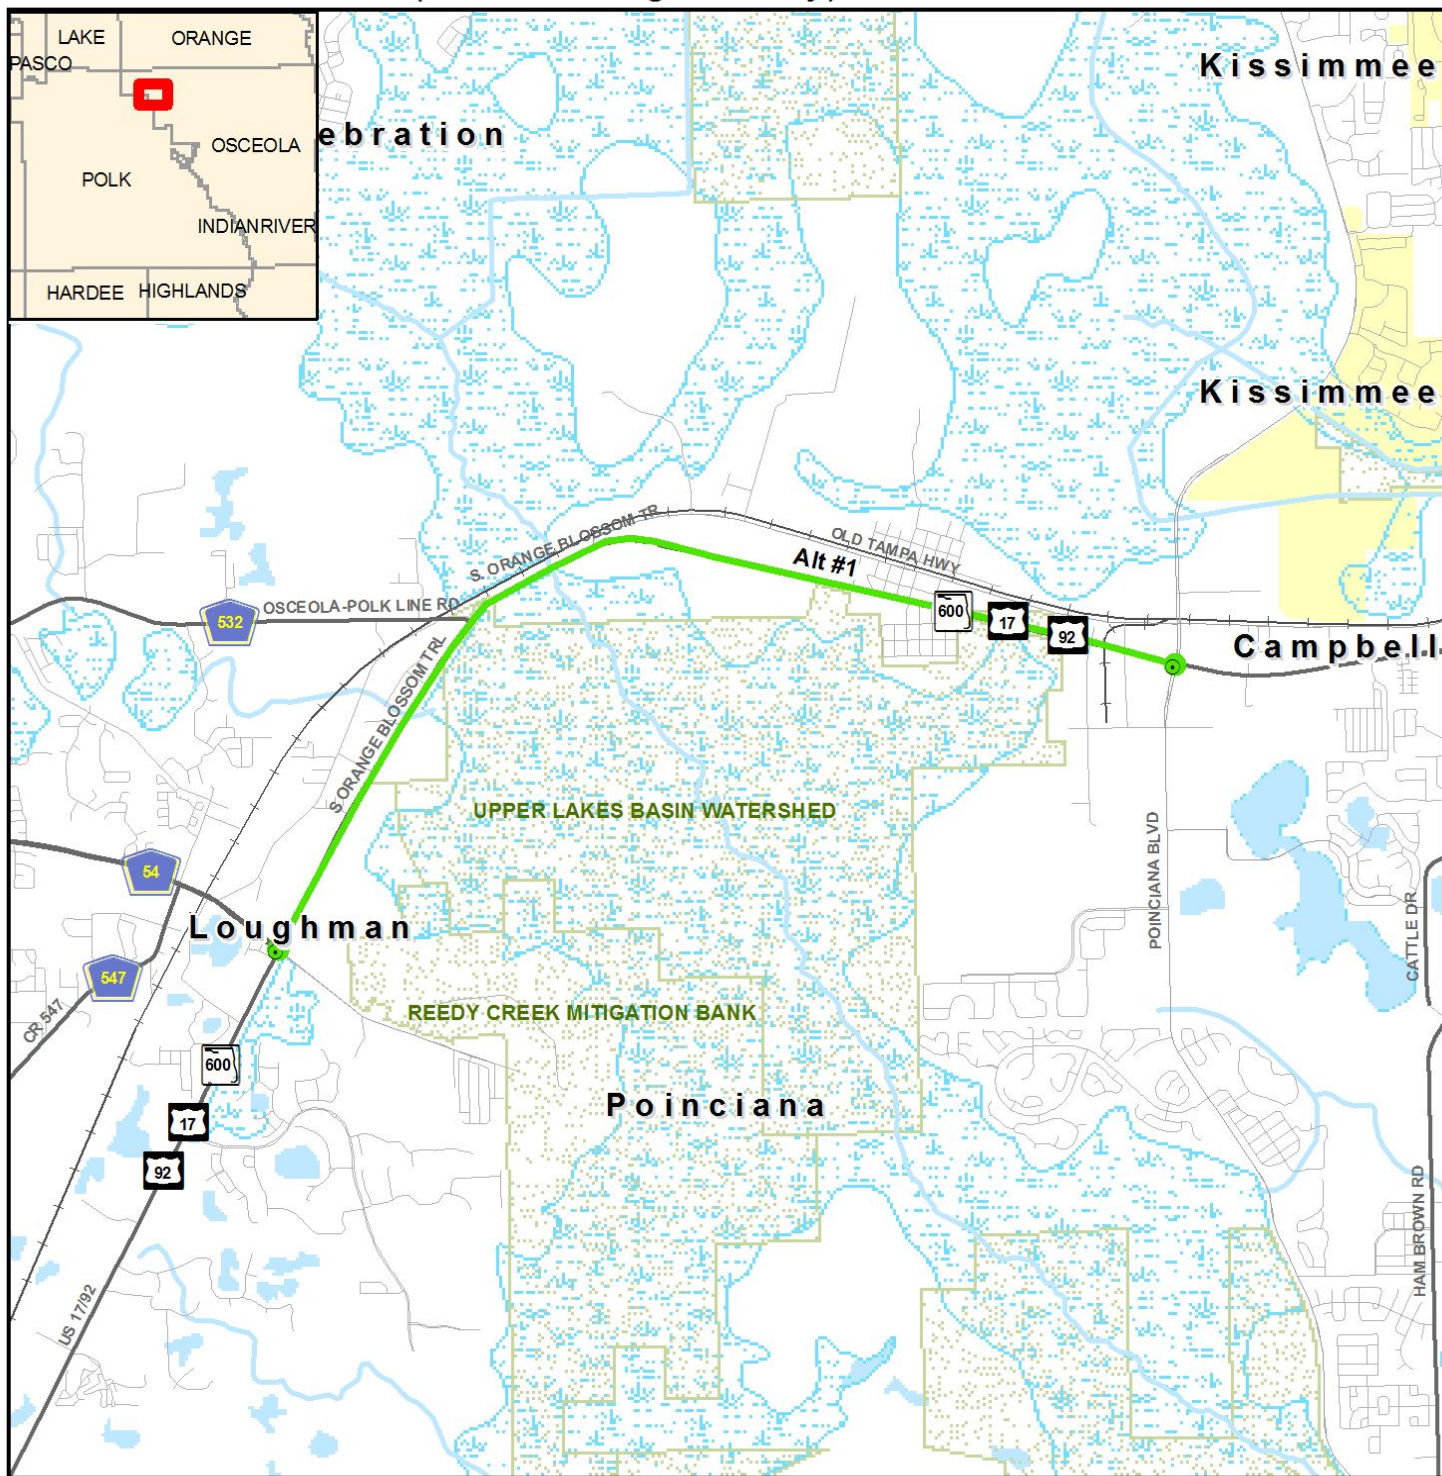 LAKE
ORANGE
PASCO
OSCEOLA
POLK
INDIANRIVER
HARDEE
HIGHLANDS
ebration
Kissimmee
Kissimmee
S. ORANGE BLOSSOM TR
OLD TAMPA HWY
Alt #1
OSCEOLA-POLK LINE RD
532
600
17
92
Campbell
S ORANGE BLOSSOM TRL
UPPER LAKES BASIN WATERSHED
POINCIANA BLVD
54
Loughman
CATTLE DR
547
CR 547
REEDY CREEK MITIGATION BANK
600
Poinciana
17
92
HAM BROWN RD
US 17/92